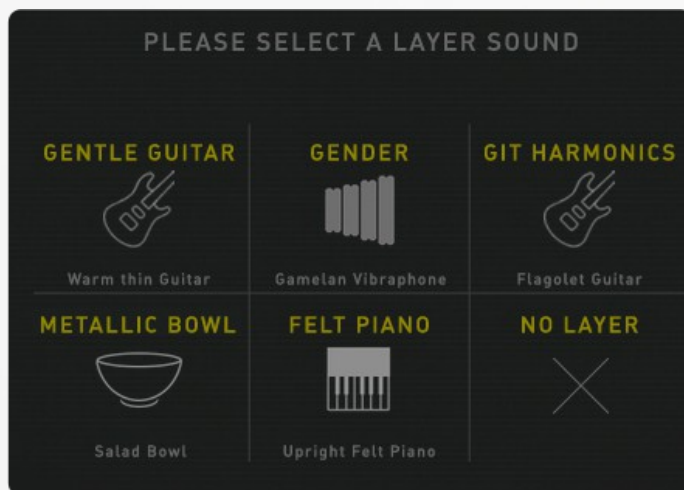 PLEASE SELECT A LAYER SOUND
GENTLE GUITAR
Warm thin Guitar
GENDER
Gamelan Vibraphone
GIT HARMONICS
Flagolet Guitar
METALLIC BOWL
Salad Bowl
FELT PIANO
Upright Felt Piano
NO LAYER